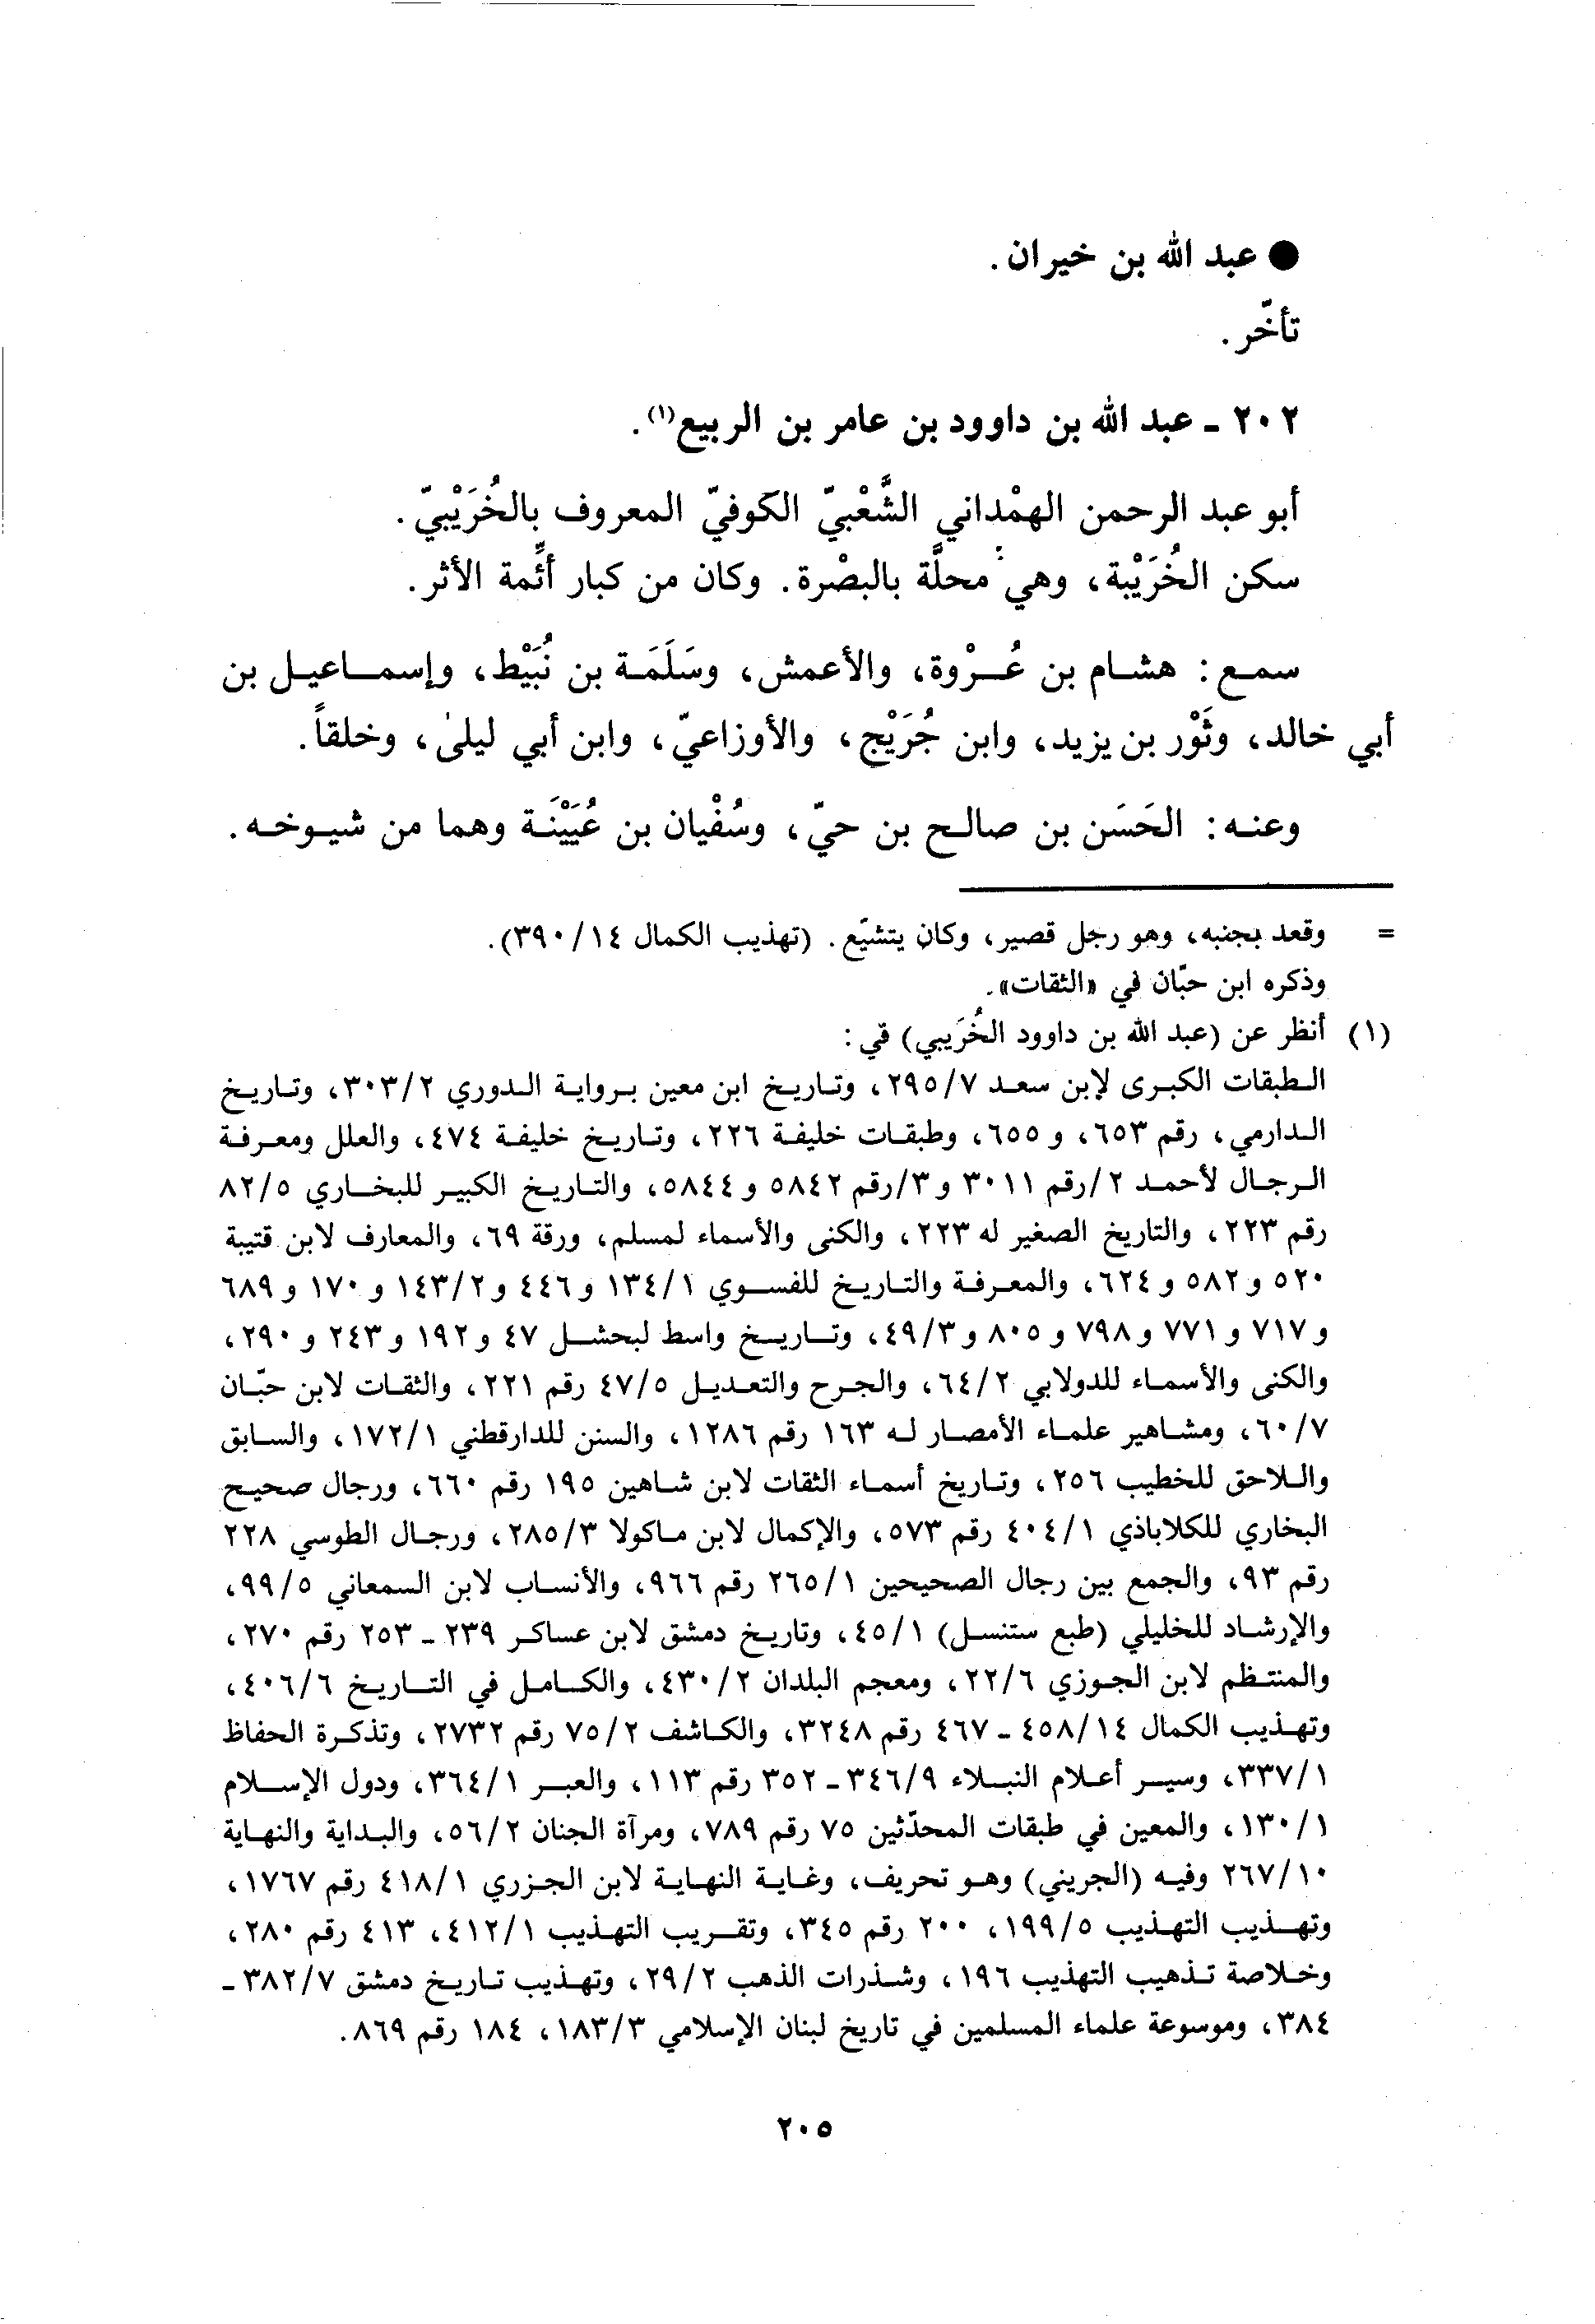 ● عبد الله بن خيران.
تأخّر.
٢٠٢ - عبد الله بن داوود بن عامر بن الربيع(١).
أبو عبد الرحمن الهمْداني الشَّعْبيّ الكوفيّ المعروف بالخُرَيْبيّ.
سكن الخُرَيْبة، وهي محلَّة بالبصْرة. وكان من كبار أئمّة الأثر.
سمع: هشام بن عُرْوة، والأعمش، وسَلَمَة بن نُبَيْط، وإسماعيل بن
أبي خالد، وثَوْر بن يزيد، وابن جُرَيْج، والأوزاعيّ، وابن أبي ليلىٰ، وخلقاً.
وعنه: الحَسَن بن صالح بن حيّ، وسُفْيان بن عُيَيْنَة وهما من شيوخه.
= وقعد بجنبه، وهو رجل قصير، وكان يتشيّع. (تهذيب الكمال ١٤/ ٣٩٠).
وذكره ابن حبّان في «الثقات».
(١) أنظر عن (عبد الله بن داوود الخُرَيبي) قي:
الطبقات الكبرى لإبن سعد ٧/ ٢٩٥، وتاريخ ابن معين برواية الدوري ٢/ ٣٠٣، وتاريخ
الدارمي، رقم ٦٥٣، و ٦٥٥، وطبقات خليفة ٢٢٦، وتاريخ خليفة ٤٧٤، والعلل ومعرفة
الرجال لأحمد ٢/رقم ٣٠١١ و ٣/رقم ٥٨٤٢ و٥٨٤٤، والتاريخ الكبير للبخاري ٥/ ٨٢
رقم ٢٢٣، والتاريخ الصغير له ٢٢٣، والكنى والأسماء لمسلم، ورقة ٦٩، والمعارف لابن قتيبة
٥٢٠ و ٥٨٢ و ٦٢٤، والمعرفة والتاريخ للفسوي ١/ ١٣٤ و ٤٤٦ و ٢/ ١٤٣ و ١٧٠ و ٦٨٩
و ٧١٧ و ٧٧١ و ٧٩٨ و ٨٠٥ و ٣/ ٤٩، وتاريخ واسط لبحشل ٤٧ و ١٩٢ و ٢٤٣ و ٢٩٠،
والكنى والأسماء للدولابي ٢/ ٦٤، والجرح والتعديل ٥/ ٤٧ رقم ٢٢١، والثقات لابن حبّان
٧/ ٦٠، ومشاهير علماء الأمصار له ١٦٣ رقم ١٢٨٦، والسنن للدارقطني ١/ ١٧٢، والسابق
واللاحق للخطيب ٢٥٦، وتاريخ أسماء الثقات لابن شاهين ١٩٥ رقم ٦٦٠، ورجال صحيح
البخاري للكلاباذي ١/ ٤٠٤ رقم ٥٧٣، والإكمال لابن ماكولا ٣/ ٢٨٥، ورجال الطوسي ٢٢٨
رقم ٩٣، والجمع بين رجال الصحيحين ١/ ٢٦٥ رقم ٩٦٦، والأنساب لابن السمعاني ٥/ ٩٩،
والإرشاد للخليلي (طبع ستنسل) ١/ ٤٥، وتاريخ دمشق لابن عساكر ٢٣٩ - ٢٥٣ رقم ٢٧٠،
والمنتظم لابن الجوزي ٦/ ٢٢، ومعجم البلدان ٢/ ٤٣٠، والكامل في التاريخ ٦/ ٤٠٦،
وتهذيب الكمال ١٤/ ٤٥٨ - ٤٦٧ رقم ٣٢٤٨، والكاشف ٢/ ٧٥ رقم ٢٧٣٢، وتذكرة الحفاظ
١/ ٣٣٧، وسير أعلام النبلاء ٩/ ٣٤٦ - ٣٥٢ رقم ١١٣، والعبر ١/ ٣٦٤، ودول الإسلام
١/ ١٣٠، والمعين في طبقات المحدّثين ٧٥ رقم ٧٨٩، ومرآة الجنان ٢/ ٥٦، والبداية والنهاية
١٠/ ٢٦٧ وفيه (الجريني) وهو تحريف، وغاية النهاية لابن الجزري ١/ ٤١٨ رقم ١٧٦٧،
وتهذيب التهذيب ٥/ ١٩٩، ٢٠٠ رقم ٣٤٥، وتقريب التهذيب ١/ ٤١٢، ٤١٣ رقم ٢٨٠،
وخلاصة تذهيب التهذيب ١٩٦، وشذرات الذهب ٢/ ٢٩، وتهذيب تاريخ دمشق ٧/ ٣٨٢ -
٣٨٤، وموسوعة علماء المسلمين في تاريخ لبنان الإسلامي ٣/ ١٨٣، ١٨٤ رقم ٨٦٩.
٢٠٥